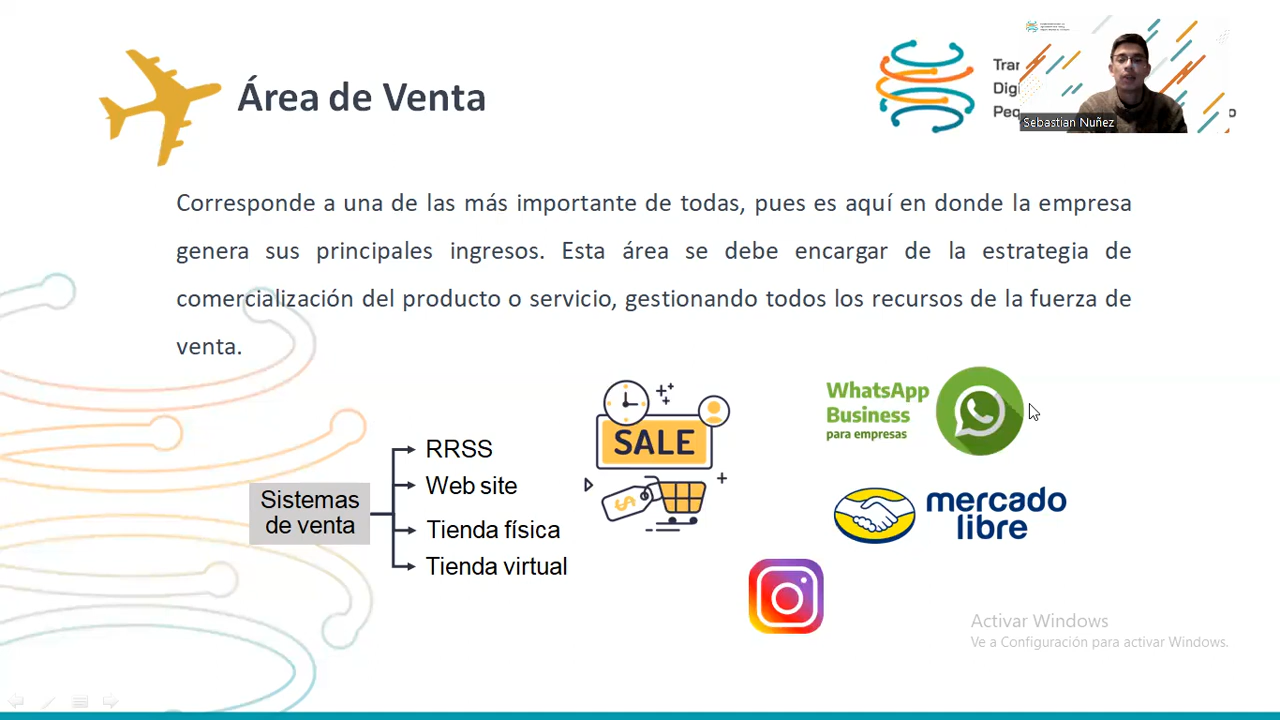 Área de Venta
Sebastian Nuñez
Corresponde a una de las más importante de todas, pues es aquí en donde la empresa
genera sus principales ingresos. Esta área se debe encargar de la estrategia de
comercialización del producto o servicio, gestionando todos los recursos de la fuerza de
venta.
Sistemas
de venta
RRSS
Web site
Tienda física
Tienda virtual
SALE
$
WhatsApp
Business
para empresas
mercado
libre
Activar Windows
Ve a Configuración para activar Windows.